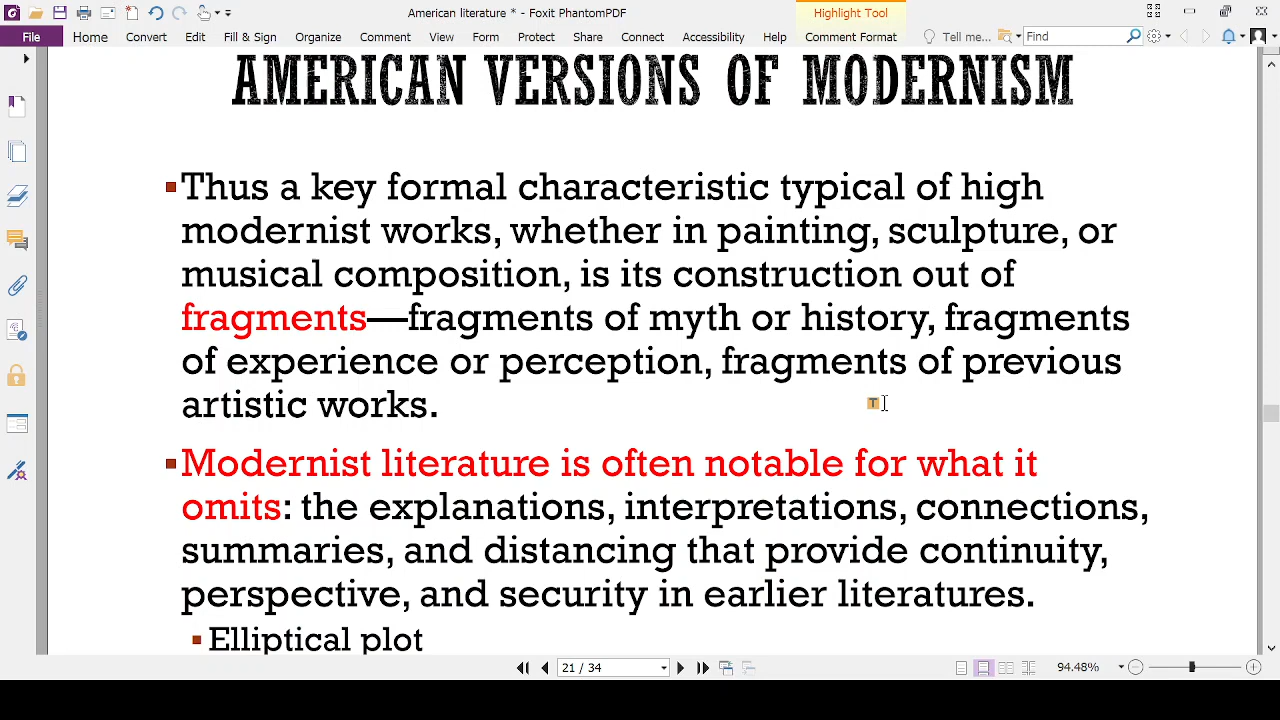 American literature * - Foxit PhantomPDF
Highlight Tool
File Home Convert Edit Fill & Sign Organize Comment View Form Protect Share Connect Accessibility Help Comment Format Tell me... Find
AMERICAN VERSIONS OF MODERNISM
▪Thus a key formal characteristic typical of high
modernist works, whether in painting, sculpture, or
musical composition, is its construction out of
fragments—fragments of myth or history, fragments
of experience or perception, fragments of previous
artistic works.
▪Modernist literature is often notable for what it
omits: the explanations, interpretations, connections,
summaries, and distancing that provide continuity,
perspective, and security in earlier literatures.
▪Elliptical plot
21 / 34
94.48%